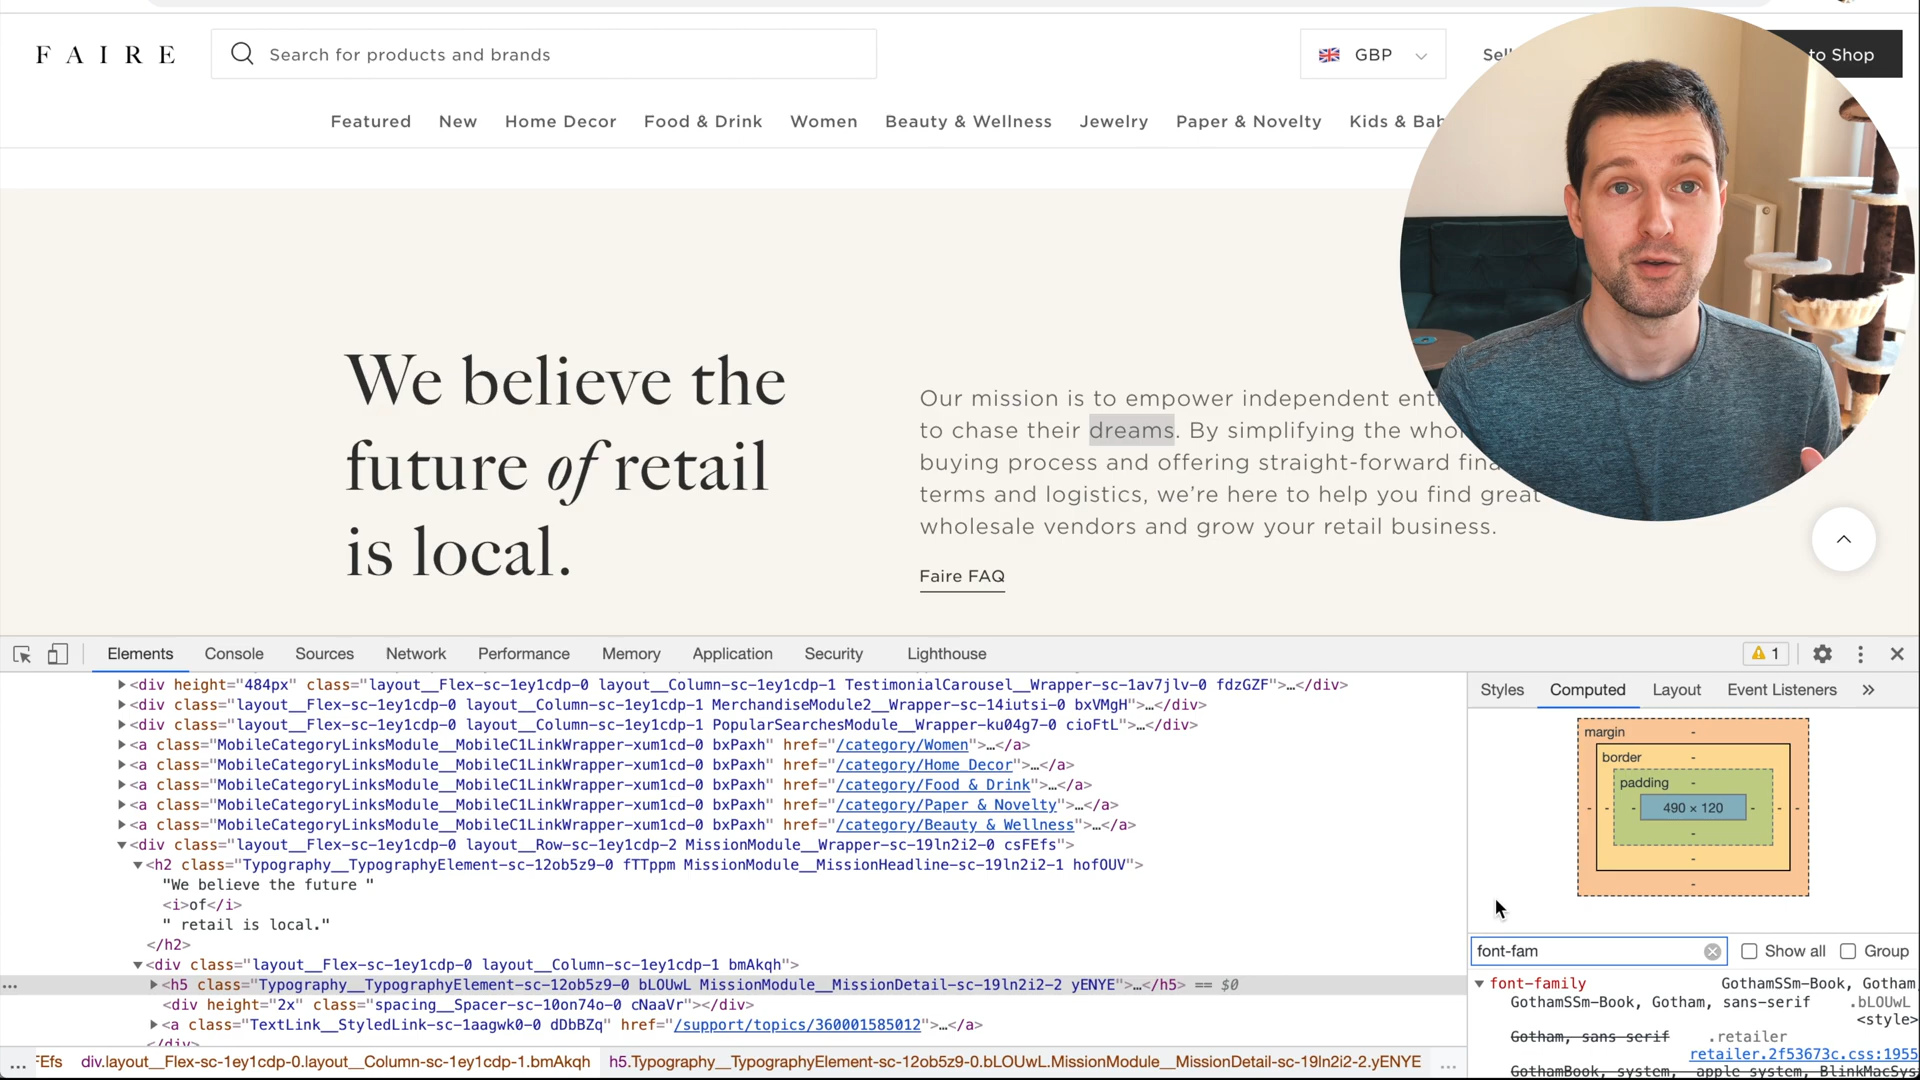 FAIRE
Search for products and brands
GBP
Sell
to Shop
Featured New Home Decor Food & Drink Women Beauty & Wellness Jewelry Paper & Novelty Kids & Bab
We believe the
future of retail
is local.
Our mission is to empower independent ent
to chase their dreams. By simplifying the who
buying process and offering straight-forward fina
terms and logistics, we’re here to help you find great
wholesale vendors and grow your retail business.
Faire FAQ
Elements Console Sources Network Performance Memory Application Security Lighthouse 1
<div height="484px" class="layout__Flex-sc-1ey1cdp-0 layout__Column-sc-1ey1cdp-1 TestimonialCarousel__Wrapper-sc-1av7jlv-0 fdzGZF">…</div>
<div class="layout__Flex-sc-1ey1cdp-0 layout__Column-sc-1ey1cdp-1 MerchandiseModule2__Wrapper-sc-14iutsi-0 bxVMgH">…</div>
<div class="layout__Flex-sc-1ey1cdp-0 layout__Column-sc-1ey1cdp-1 PopularSearchesModule__Wrapper-ku04g7-0 cioFtL">…</div>
<a class="MobileCategoryLinksModule__MobileC1LinkWrapper-xum1cd-0 bxPaxh" href="/category/Women">…</a>
<a class="MobileCategoryLinksModule__MobileC1LinkWrapper-xum1cd-0 bxPaxh" href="/category/Home Decor">…</a>
<a class="MobileCategoryLinksModule__MobileC1LinkWrapper-xum1cd-0 bxPaxh" href="/category/Food & Drink">…</a>
<a class="MobileCategoryLinksModule__MobileC1LinkWrapper-xum1cd-0 bxPaxh" href="/category/Paper & Novelty">…</a>
<a class="MobileCategoryLinksModule__MobileC1LinkWrapper-xum1cd-0 bxPaxh" href="/category/Beauty & Wellness">…</a>
<div class="layout__Flex-sc-1ey1cdp-0 layout__Row-sc-1ey1cdp-2 MissionModule__Wrapper-sc-19ln2i2-0 csFEfs">
<h2 class="Typography__TypographyElement-sc-12ob5z9-0 fTTppm MissionModule__MissionHeadline-sc-19ln2i2-1 hofOUV">
"We believe the future "
<i>of</i>
" retail is local."
</h2>
<div class="layout__Flex-sc-1ey1cdp-0 layout__Column-sc-1ey1cdp-1 bmAkqh">
… <h5 class="Typography__TypographyElement-sc-12ob5z9-0 bLOUwL MissionModule__MissionDetail-sc-19ln2i2-2 yENYE">…</h5> == $0
<div height="2x" class="spacing__Spacer-sc-10on74o-0 cNaaVr"></div>
<a class="TextLink__StyledLink-sc-1aagwk0-0 dDbBZq" href="/support/topics/360001585012">…</a>
</div>
… FEfs div.layout__Flex-sc-1ey1cdp-0.layout__Column-sc-1ey1cdp-1.bmAkqh h5.Typography__TypographyElement-sc-12ob5z9-0.bLOUwL.MissionModule__MissionDetail-sc-19ln2i2-2.yENYE …
Styles Computed Layout Event Listeners »
margin -
border -
padding -
- - - 490 × 120 - - -
-
-
-
font-fam Show all Group
font-family GothamSSm-Book, Gotham
GothamSSm-Book, Gotham, sans-serif .bLOUwL
<style>
Gotham, sans-serif .retailer
retailer.2f53673c.css:1955
GothamBook, system, -apple-system, BlinkMacSys